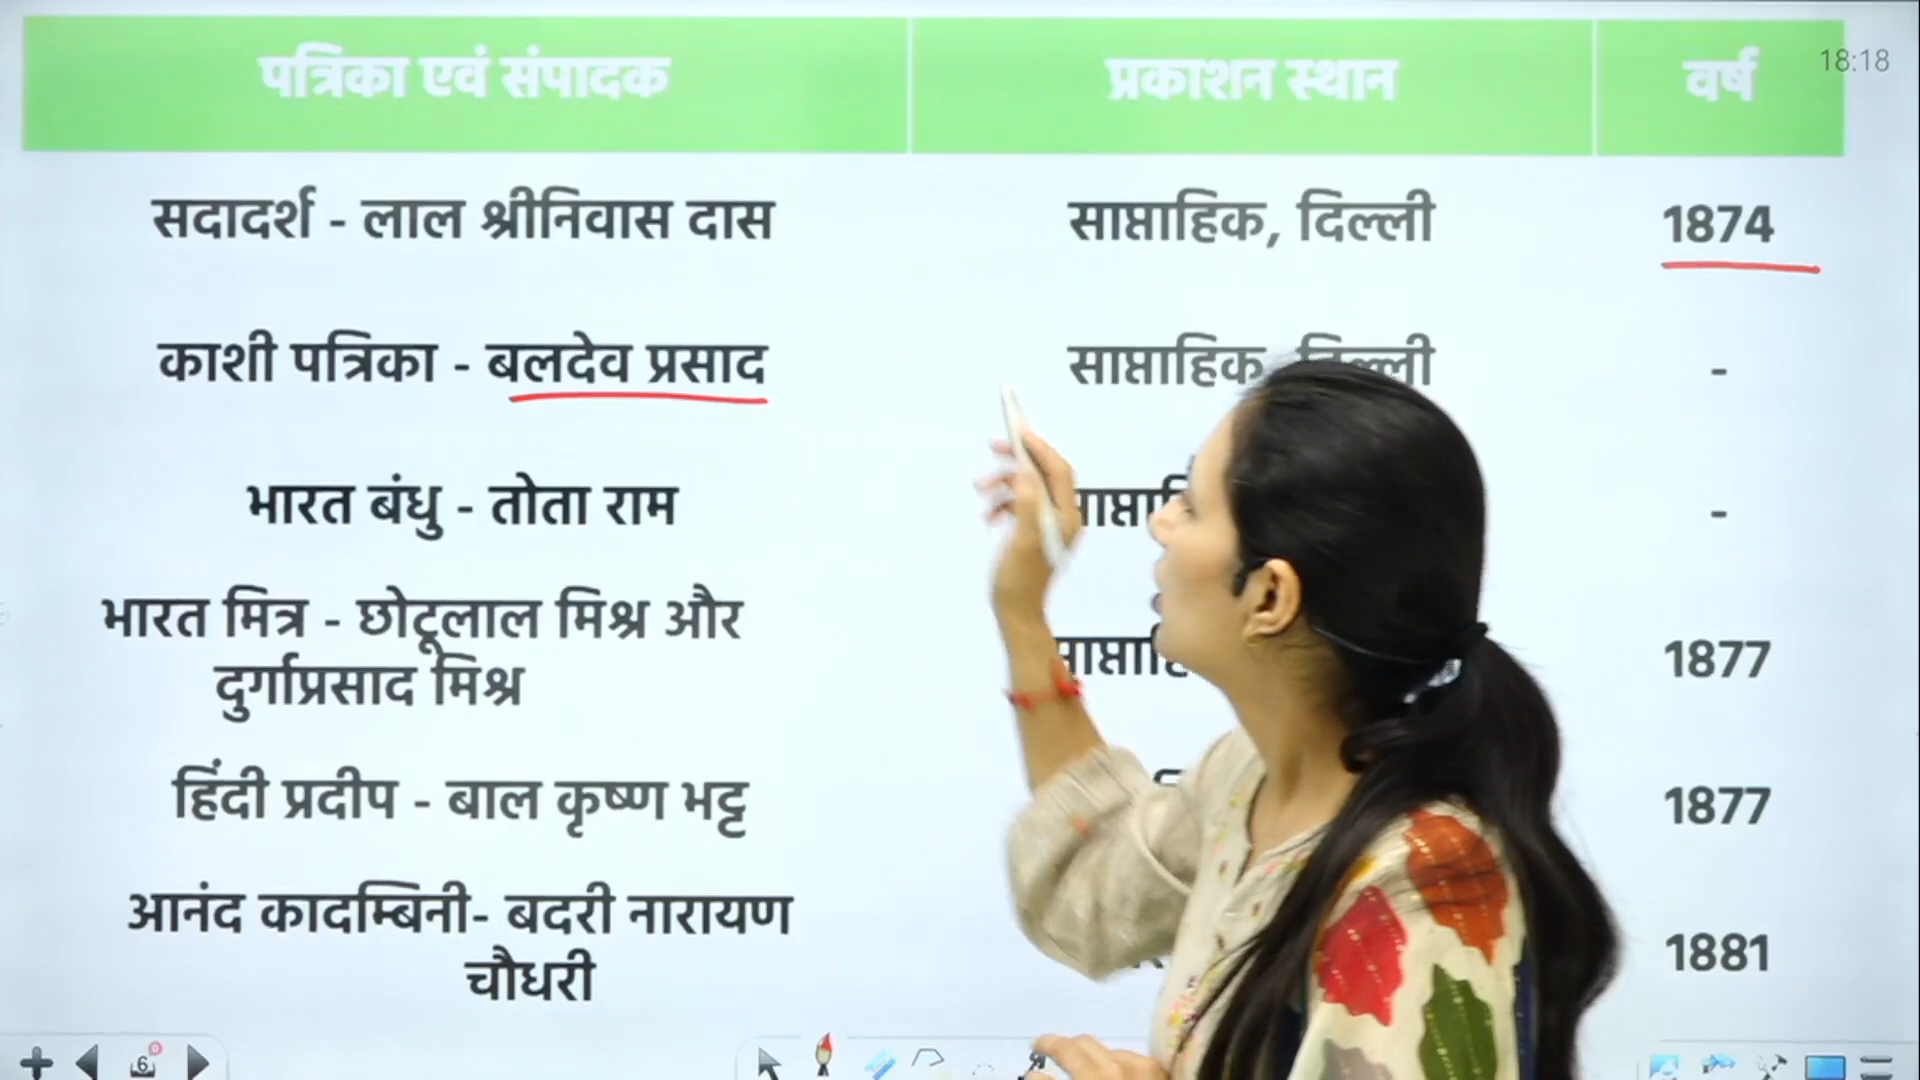 पत्रिका एवं संपादक प्रकाशन स्थान वर्ष 18:18
सदादर्श - लाल श्रीनिवास दास साप्ताहिक, दिल्ली 1874
काशी पत्रिका - बलदेव प्रसाद साप्ताहिक -
भारत बंधु - तोता राम -
भारत मित्र - छोटूलाल मिश्र और
दुर्गाप्रसाद मिश्र 1877
हिंदी प्रदीप - बाल कृष्ण भट्ट 1877
आनंद कादम्बिनी- बदरी नारायण
चौधरी 1881
6